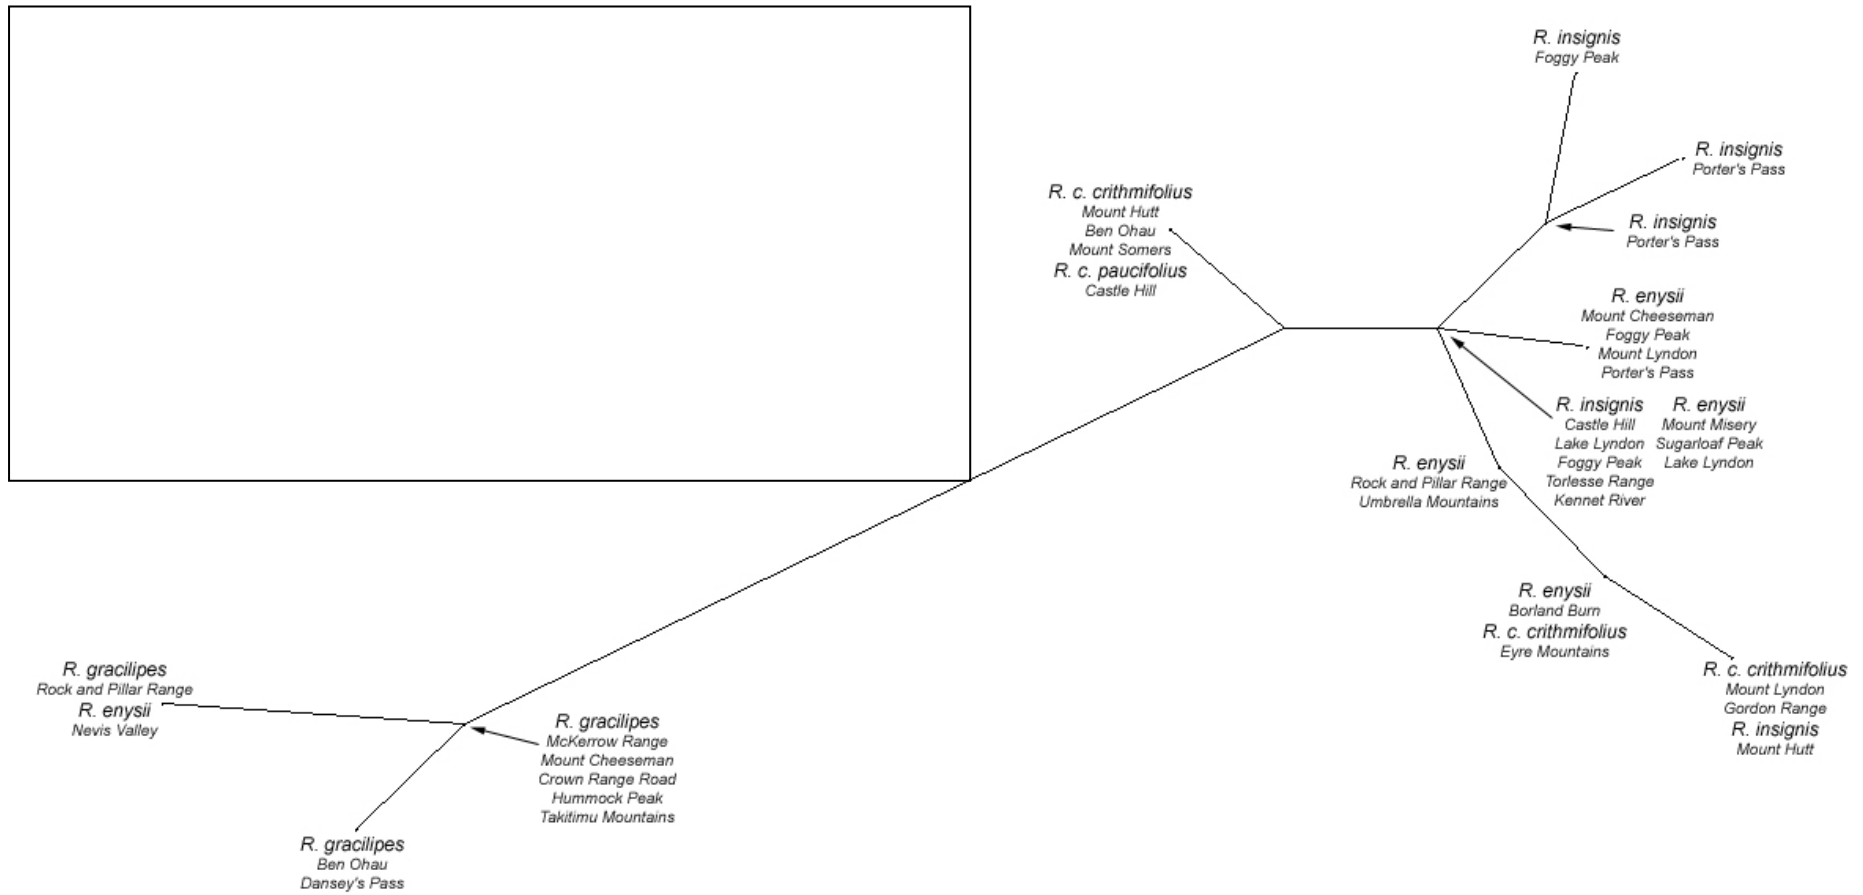 R. insignis
Foggy Peak
R. insignis
Porter's Pass
R. c. crithmifolius
Mount Hutt
Ben Ohau
Mount Somers
R. c. paucifolius
Castle Hill
R. insignis
Porter's Pass
R. enysii
Mount Cheeseman
Foggy Peak
Mount Lyndon
Porter's Pass
R. insignis
Castle Hill
Lake Lyndon
Foggy Peak
Torlesse Range
Kennet River
R. enysii
Mount Misery
Sugarloaf Peak
Lake Lyndon
R. enysii
Rock and Pillar Range
Umbrella Mountains
R. enysii
Borland Burn
R. c. crithmifolius
Eyre Mountains
R. c. crithmifolius
Mount Lyndon
Gordon Range
R. insignis
Mount Hutt
R. gracilipes
Rock and Pillar Range
R. enysii
Nevis Valley
R. gracilipes
McKerrow Range
Mount Cheeseman
Crown Range Road
Hummock Peak
Takitimu Mountains
R. gracilipes
Ben Ohau
Dansey's Pass